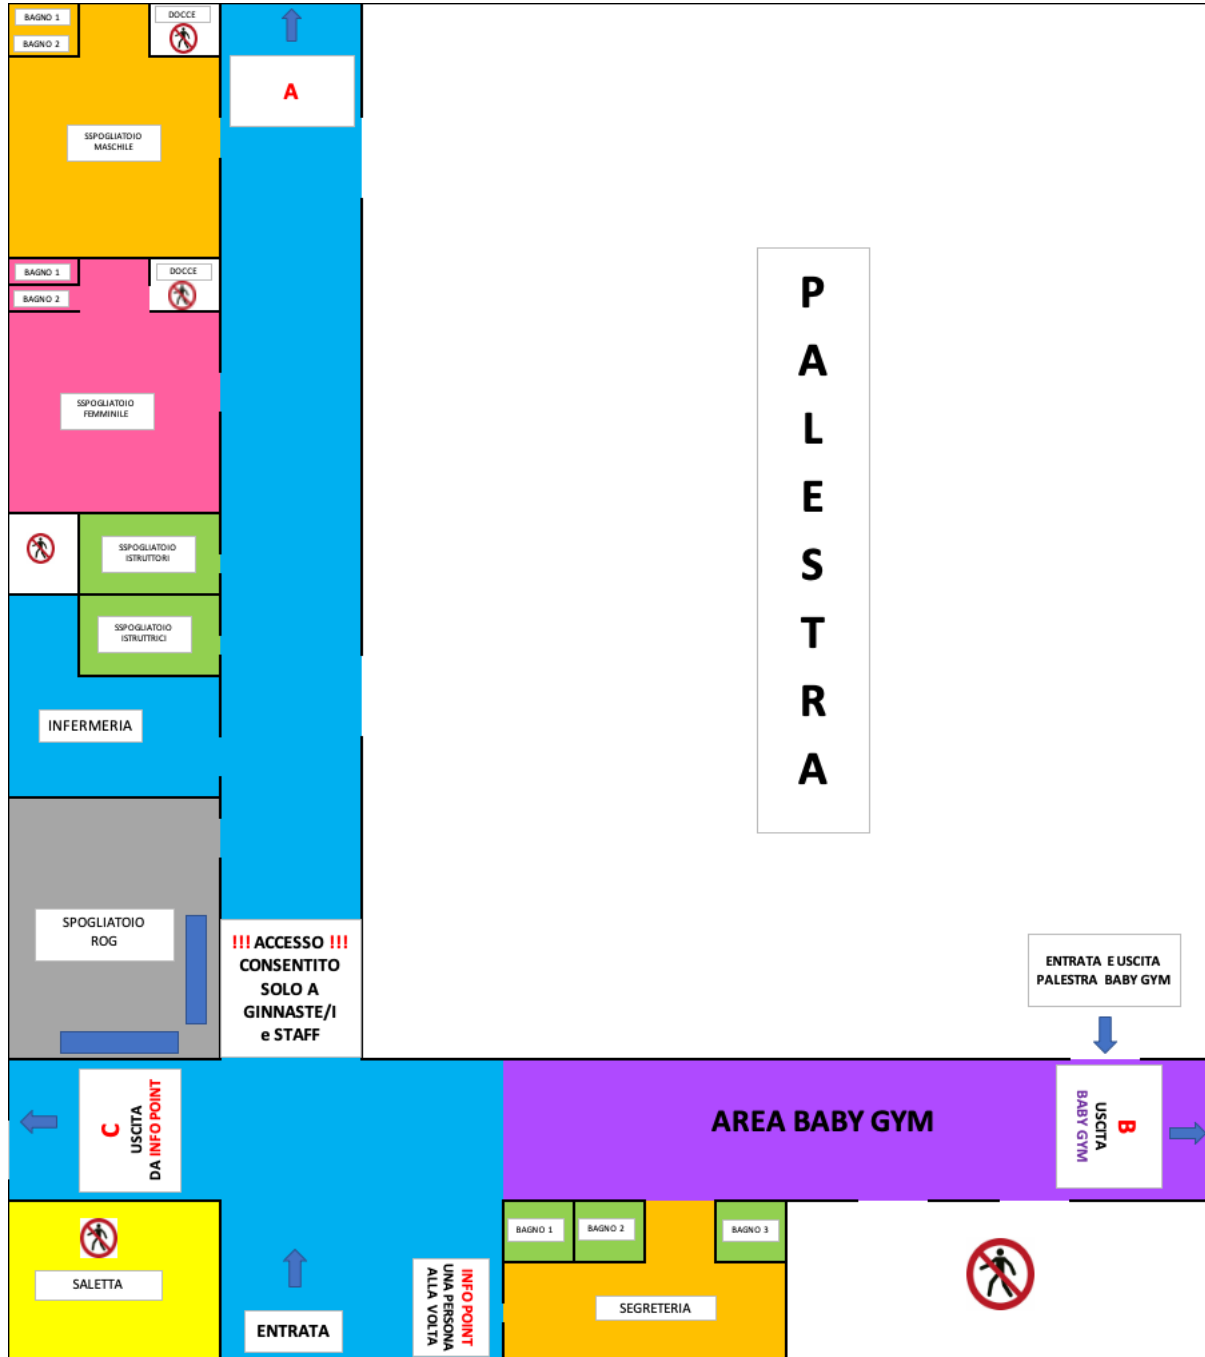 BAGNO 1
BAGNO 2
DOCCE
A
SSPOGLIATOIO
MASCHILE
BAGNO 1
BAGNO 2
DOCCE
SSPOGLIATOIO
FEMMINILE
SSPOGLIATOIO
ISTRUTTORI
SSPOGLIATOIO
ISTRUTTRICI
INFERMERIA
P
A
L
E
S
T
R
A
SPOGLIATOIO
ROG
!!! ACCESSO !!!
CONSENTITO
SOLO A
GINNASTE/I
e STAFF
ENTRATA E USCITA
PALESTRA BABY GYM
C
USCITA
DA INFO POINT
AREA BABY GYM
B
USCITA
BABY GYM
SALETTA
ENTRATA
INFO POINT
UNA PERSONA
ALLA VOLTA
BAGNO 1
BAGNO 2
BAGNO 3
SEGRETERIA